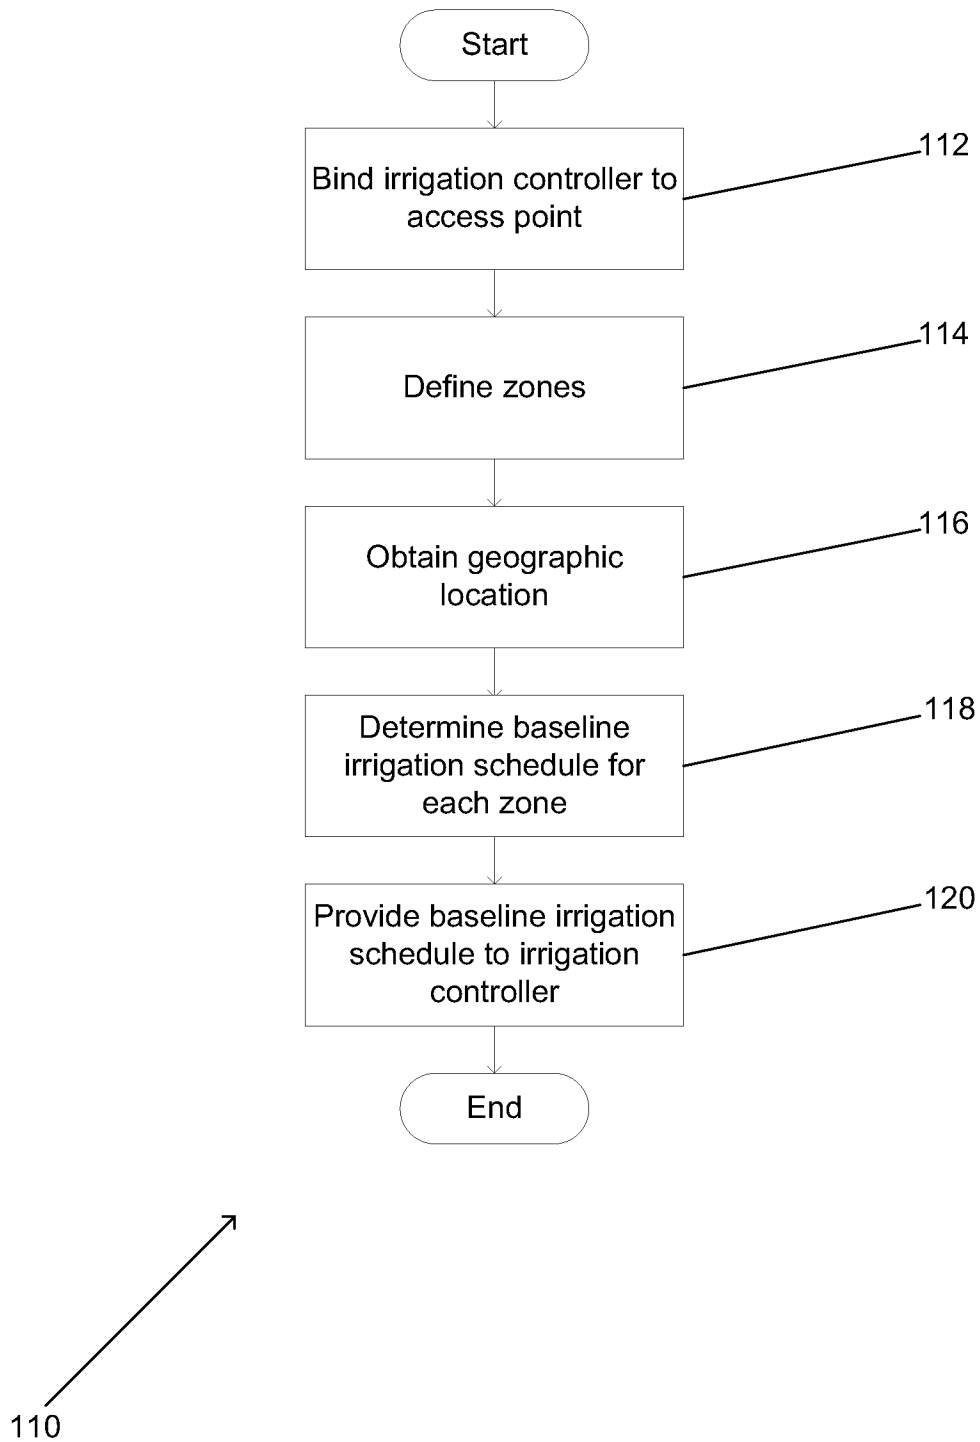 Start
112
Bind irrigation controller to
access point
114
Define zones
116
Obtain geographic
location
118
Determine baseline
irrigation schedule for
each zone
120
Provide baseline irrigation
schedule to irrigation
controller
End
110